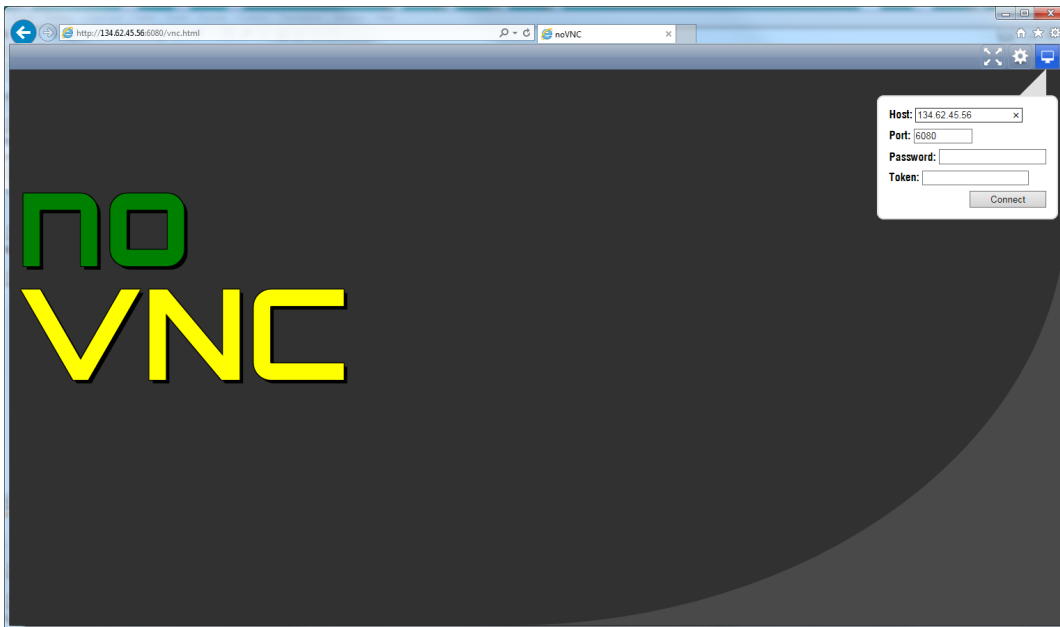 http://134.62.45.56:6080/vnc.html
noVNC
Host: 134.62.45.56
Port: 6080
Password:
Token:
Connect
no
VNC